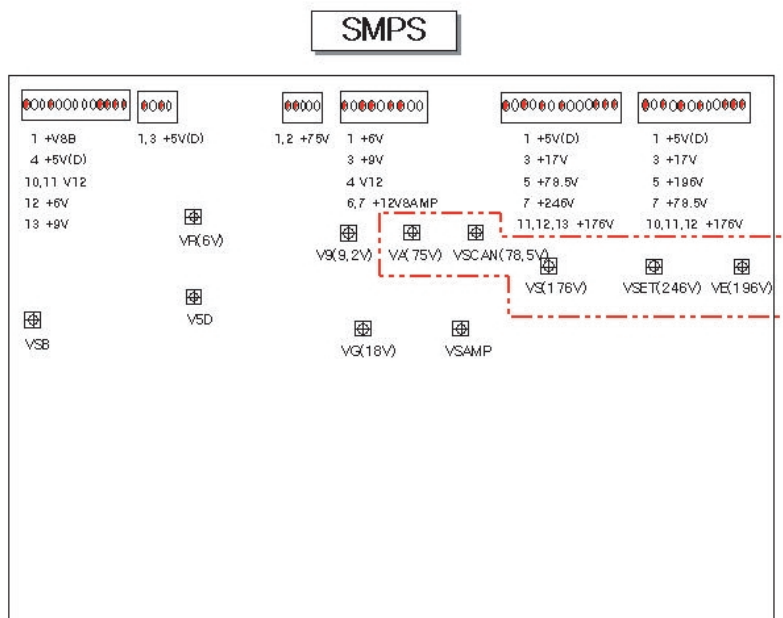 SMPS
1 +V8B
4 +5V(D)
10,11 V12
12 +6V
13 +9V
1,3 +5V(D)
1,2 +75V
1 +6V
3 +9V
4 V12
6,7 +12V8AMP
1 +5V(D)
3 +17V
5 +78.5V
7 +246V
11,12,13 +176V
1 +5V(D)
3 +17V
5 +196V
7 +78.5V
10,11,12 +176V
VR(6V)
V9(9,2V)
VA(75V)
VSCAN(78,5V)
VS(176V)
VSET(246V)
VE(196V)
VSB
V5D
VG(18V)
VSAMP